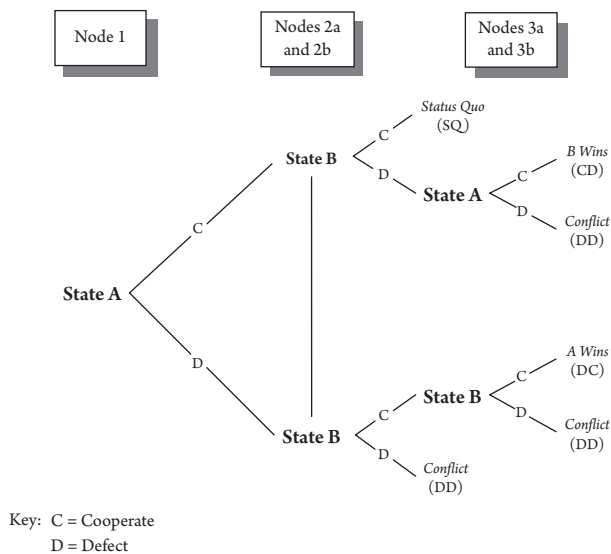 Node 1
Nodes 2a
and 2b
Nodes 3a
and 3b
Status Quo
(SQ)
C
State B
D
B Wins
(CD)
C
State A
D
Conflict
(DD)
C
State A
D
A Wins
(DC)
C
State B
C
D
Conflict
(DD)
State B
D
Conflict
(DD)
Key: C = Cooperate
D = Defect